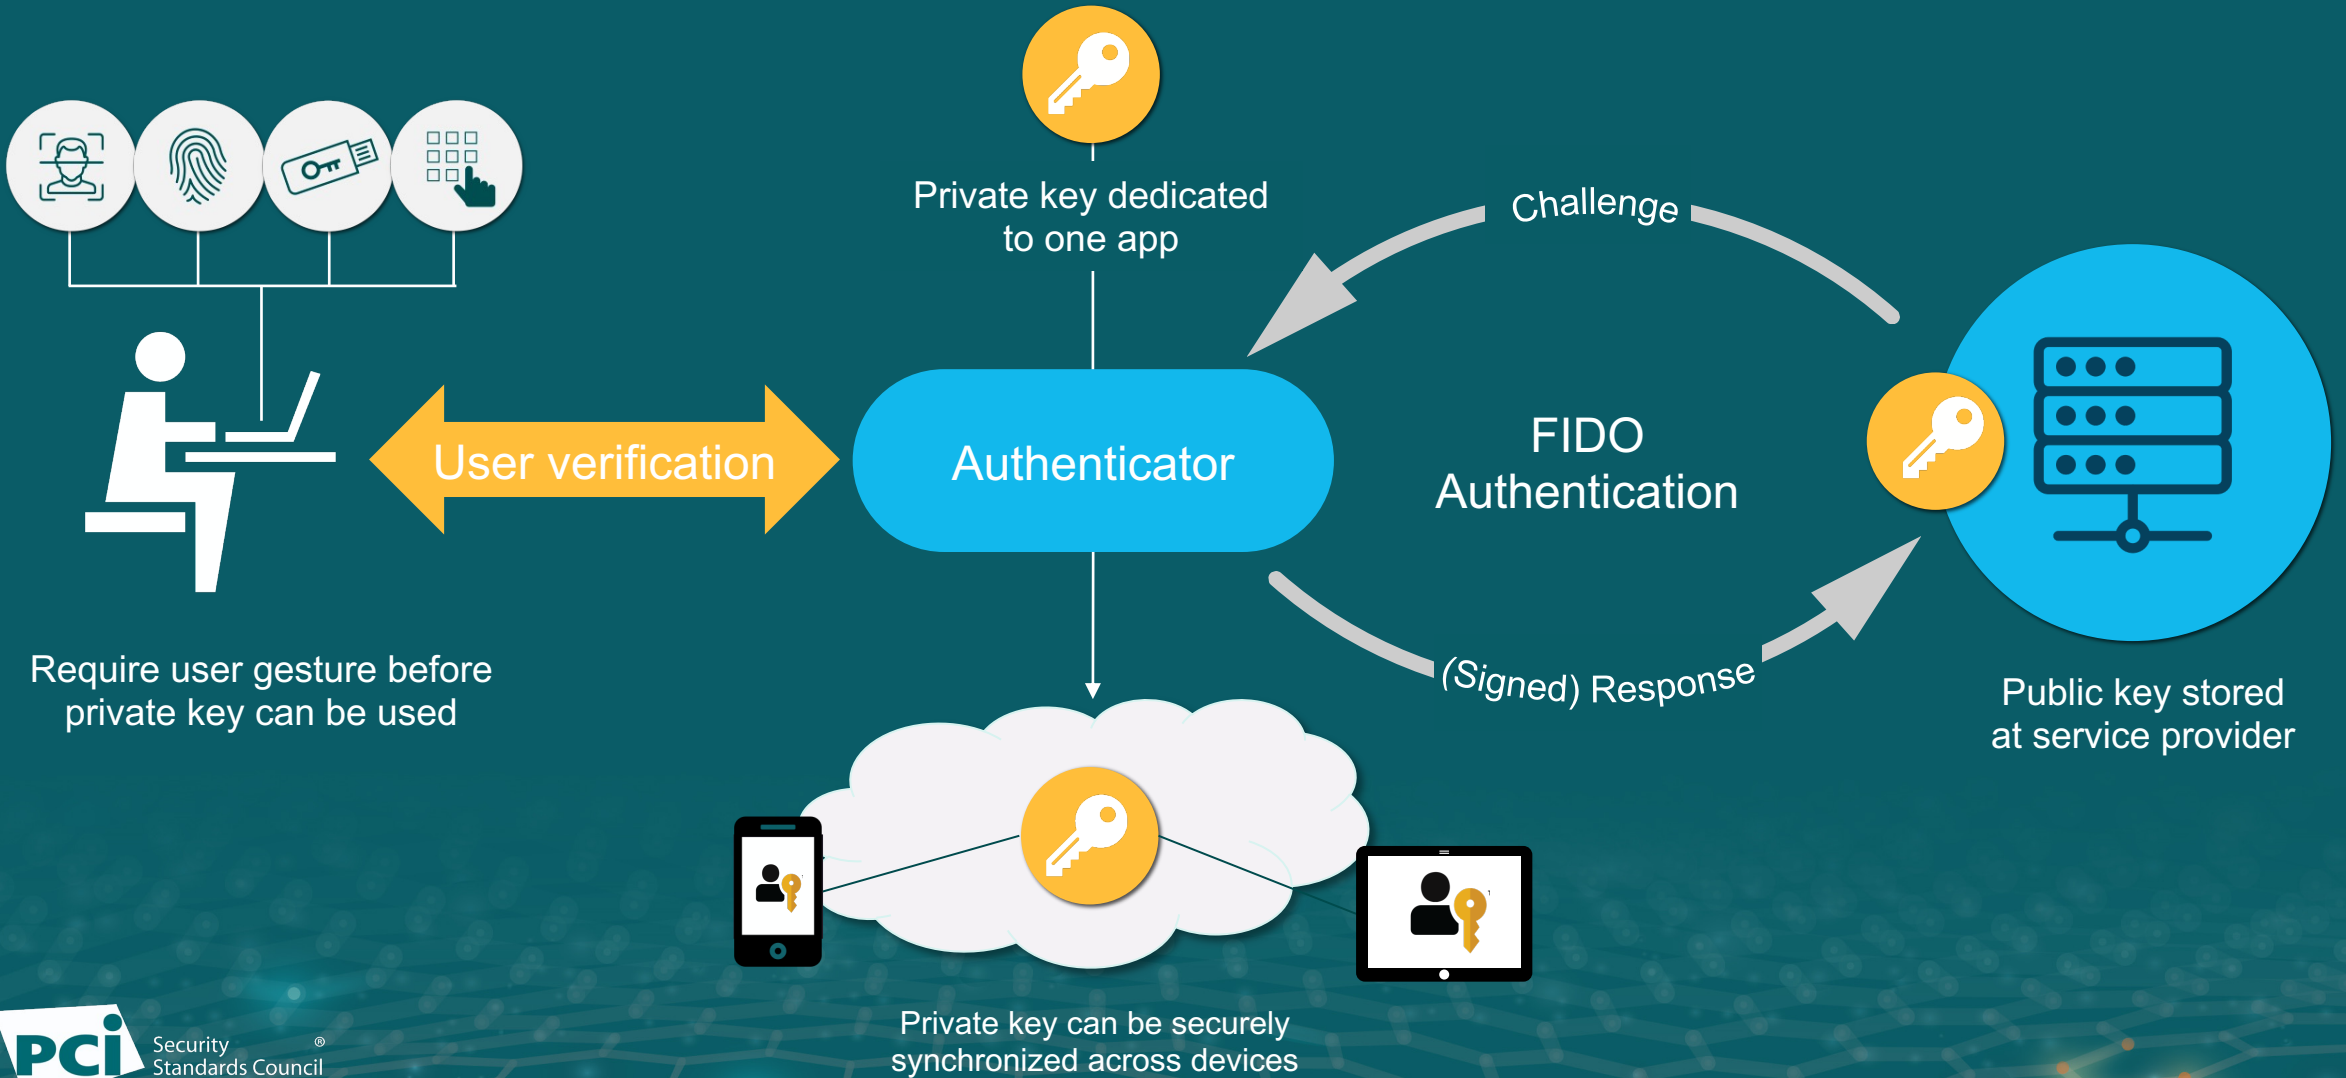 Private key dedicated
to one app
Challenge
User verification
Authenticator
FIDO
Authentication
(Signed) Response
Require user gesture before
private key can be used
Public key stored
at service provider
Private key can be securely
synchronized across devices
PCi
Security ®
Standards Council